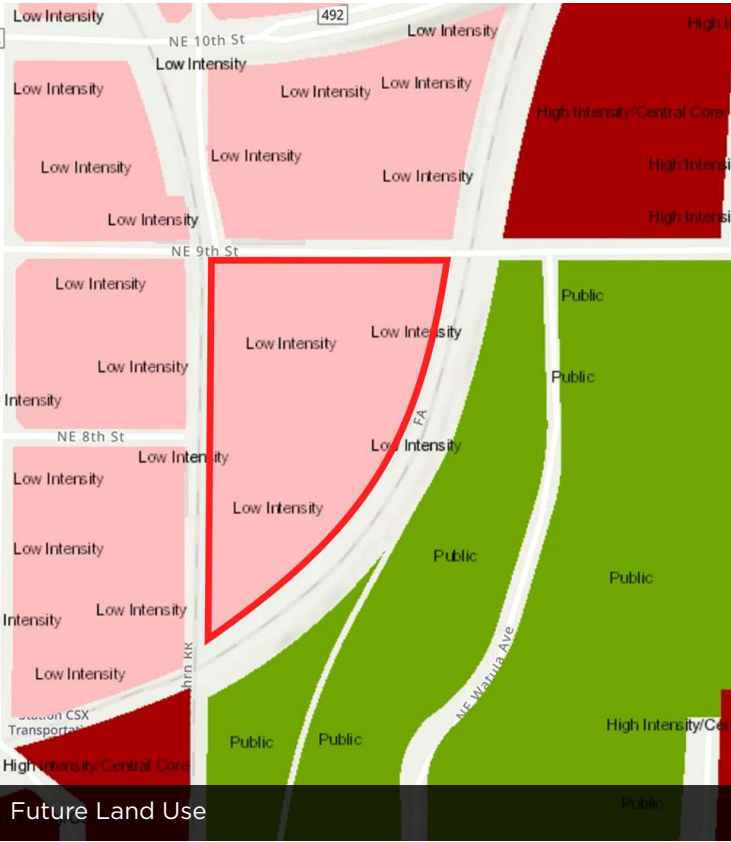 Low Intensity
492
High
NE 10th St
Low Intensity
Low Intensity
Low Intensity
Low Intensity
Low Intensity
High Intensity/Central Core
Low Intensity
High
Low Intensity
Low Intensity
Low Intensity
High
NE 9th St
Low Intensity
Public
Low Intensity
Low Intensity
Low Intensity
Public
Intensity
FA
NE 8th St
Low Intensity
Low Intensity
Low Intensity
Low Intensity
Low Intensity
Public
Public
Low Intensity
Intensity
NE Watula Ave
Low Intensity
Station CSX
High
Public
Public
High Intensity/Central Core
Public
Future Land Use